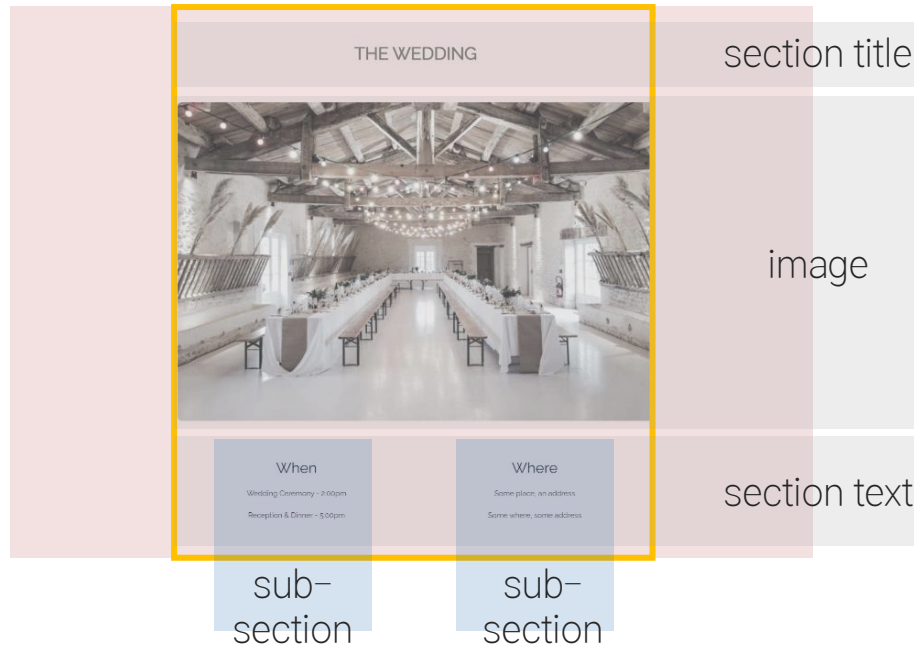 THE WEDDING
section title
image
When
Where
Wedding Ceremony - 2:00pm
Some place, an address
section text
Reception & Dinner - 5:00pm
Some where, some address
sub-
section
sub-
section